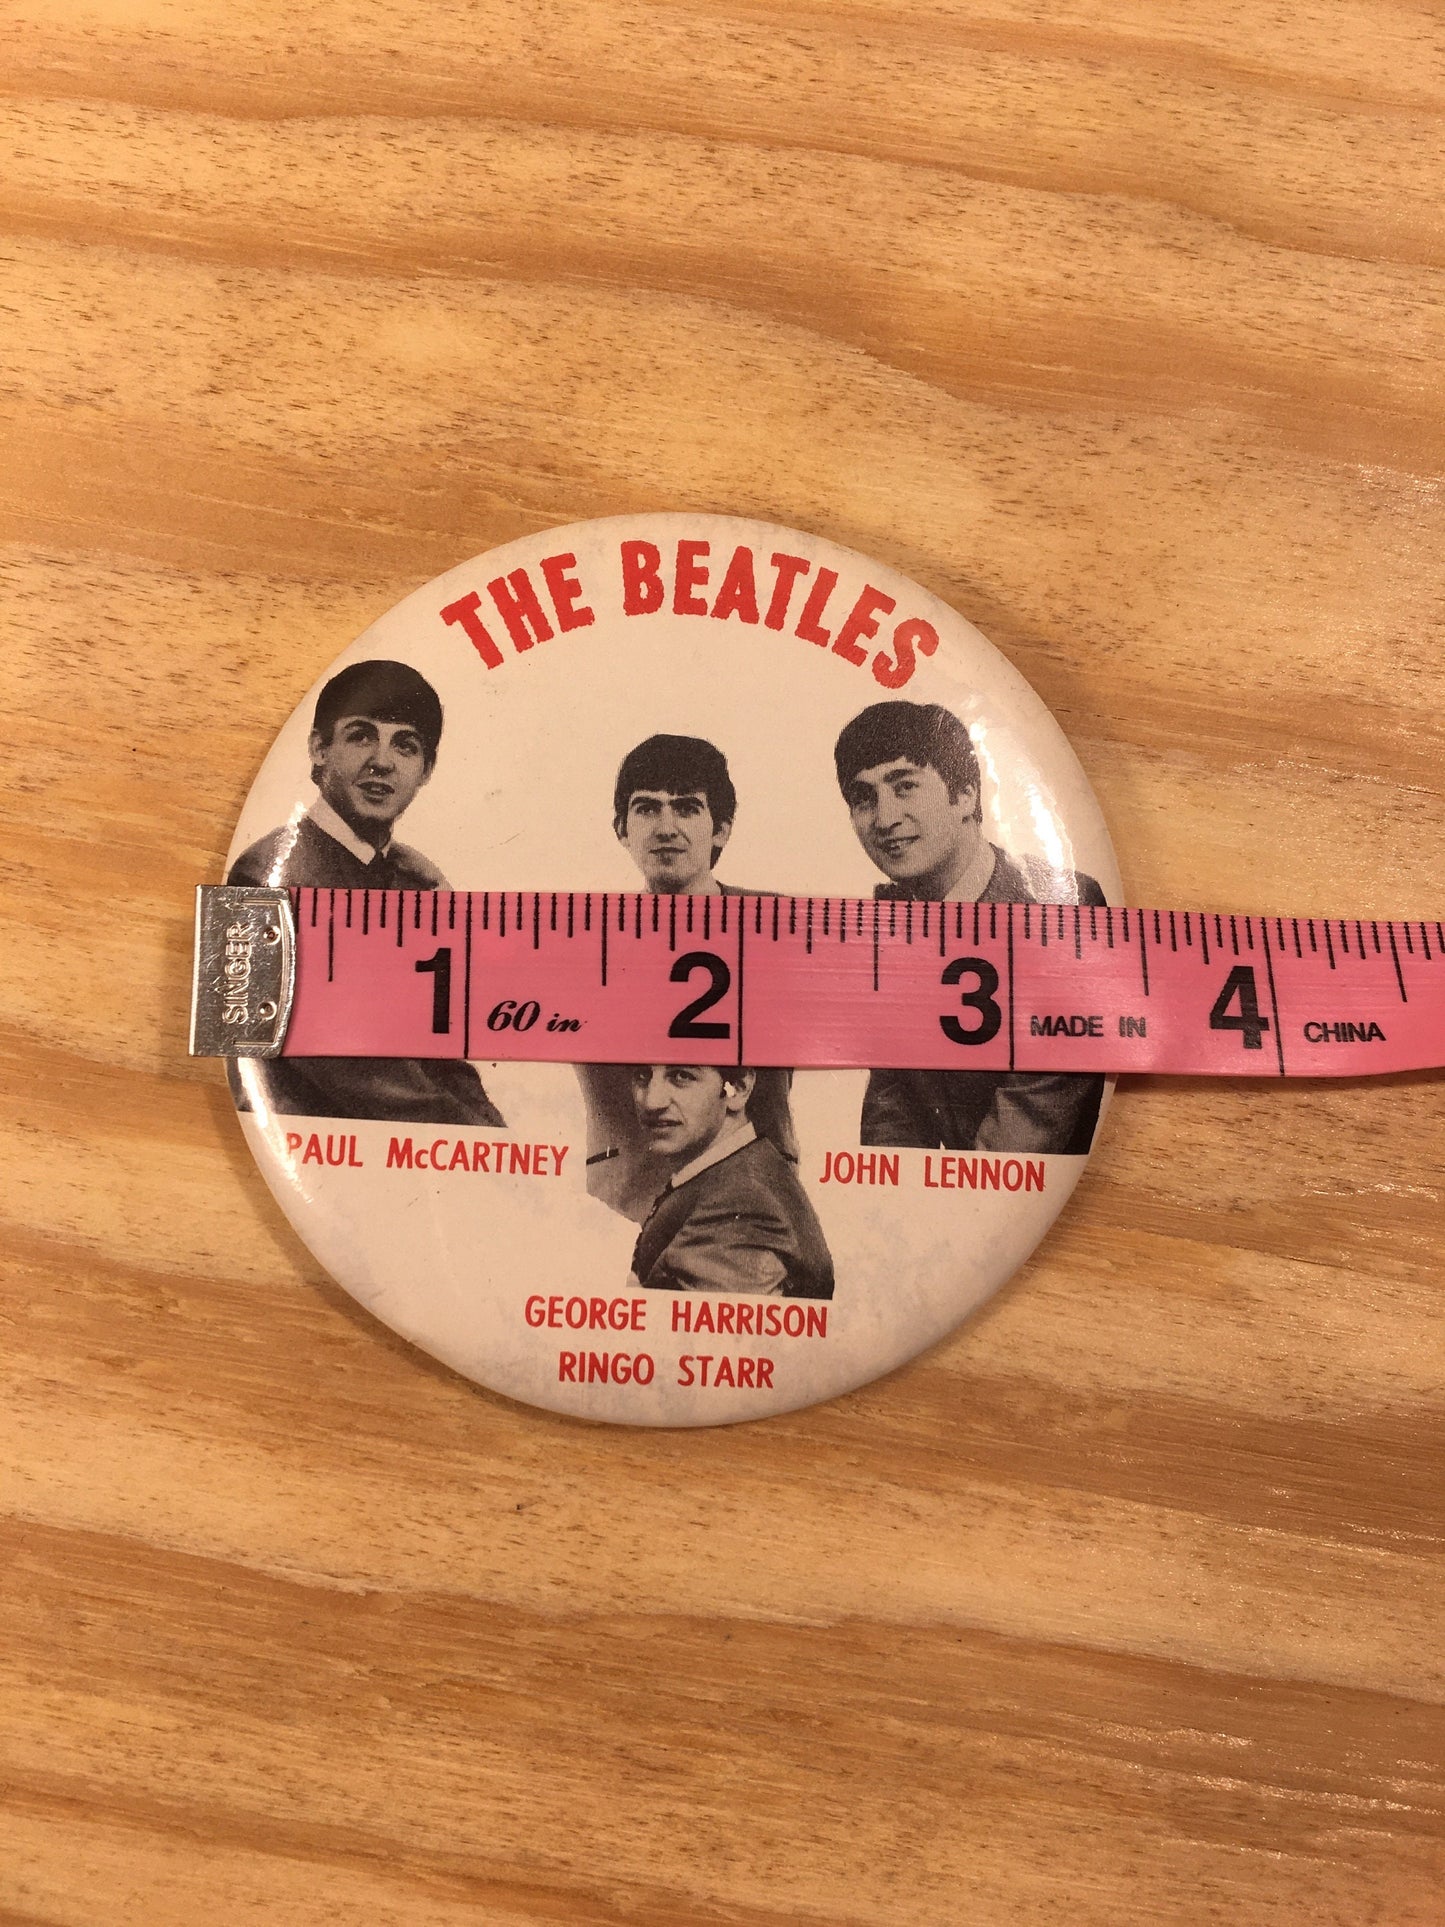 THE BEATLES
SINGER
1 60 in 2 3 MADE IN 4 CHINA
PAUL McCARTNEY
JOHN LENNON
GEORGE HARRISON
RINGO STARR